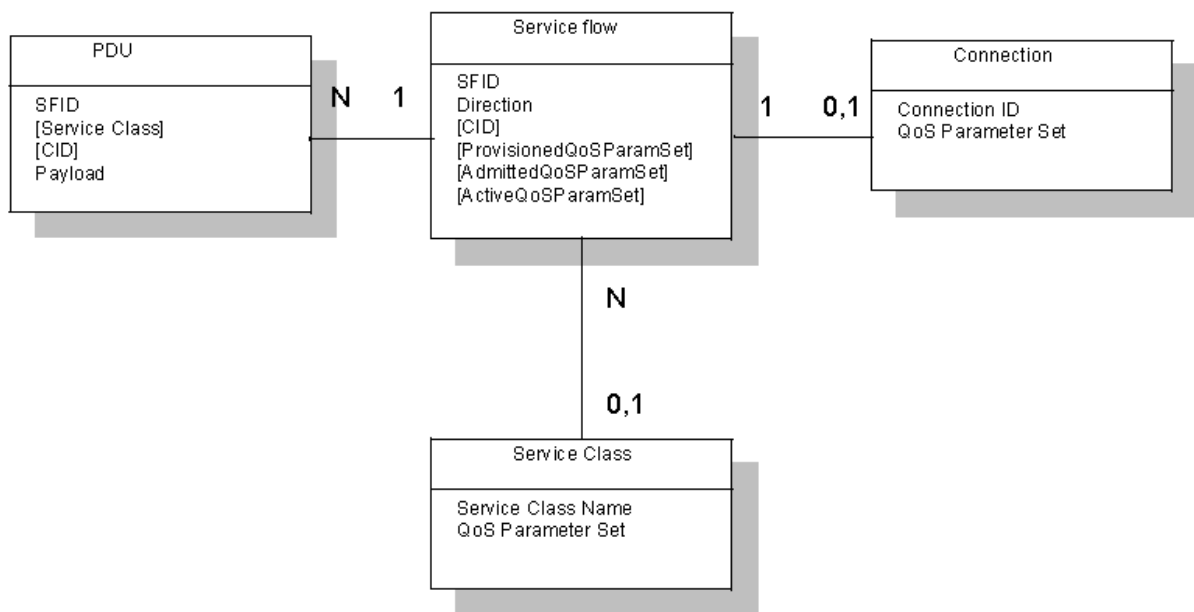 PDU
SFID
[Service Class]
[CID]
Payload
N
1
Service flow
SFID
Direction
[CID]
[ProvisionedQoSParamSet]
[AdmittedQoSParamSet]
[ActiveQoSParamSet]
1
0,1
Connection
Connection ID
QoS Parameter Set
N
0,1
Service Class
Service Class Name
QoS Parameter Set